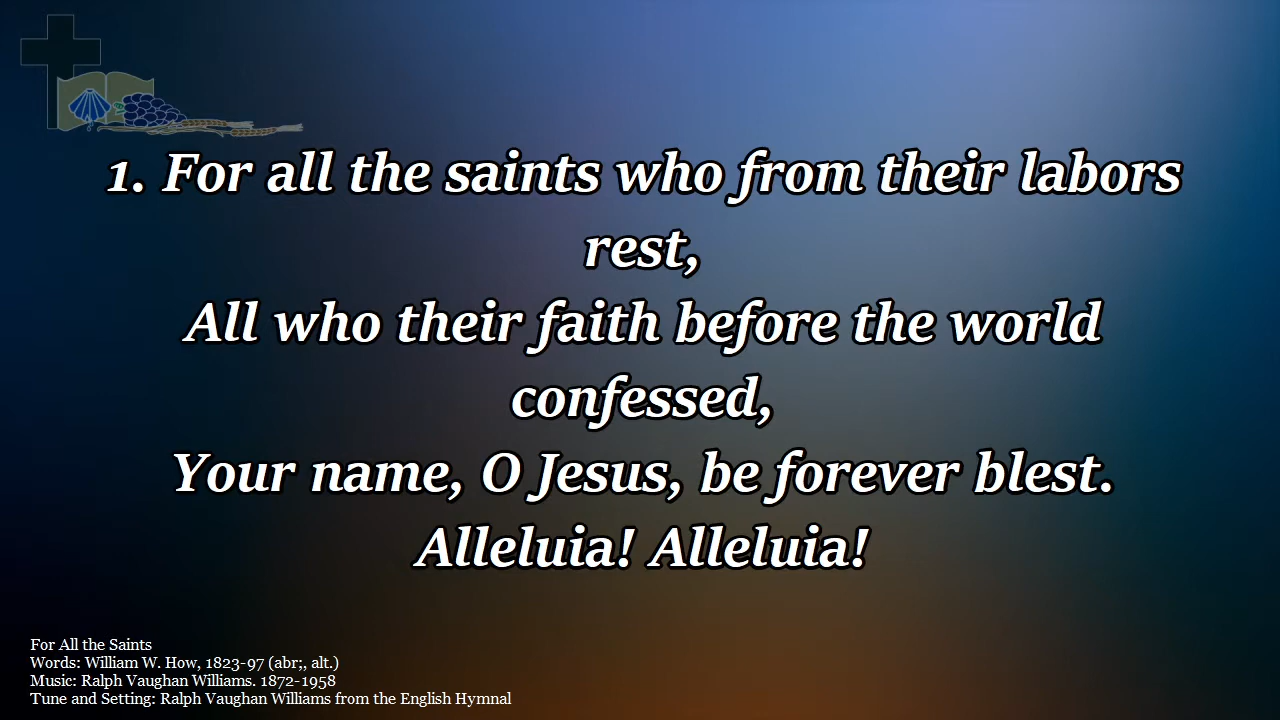 1. For all the saints who from their labors
rest,
All who their faith before the world
confessed,
Your name, O Jesus, be forever blest.
Alleluia! Alleluia!
For All the Saints
Words: William W. How, 1823-97 (abr;, alt.)
Music: Ralph Vaughan Williams. 1872-1958
Tune and Setting: Ralph Vaughan Williams from the English Hymnal